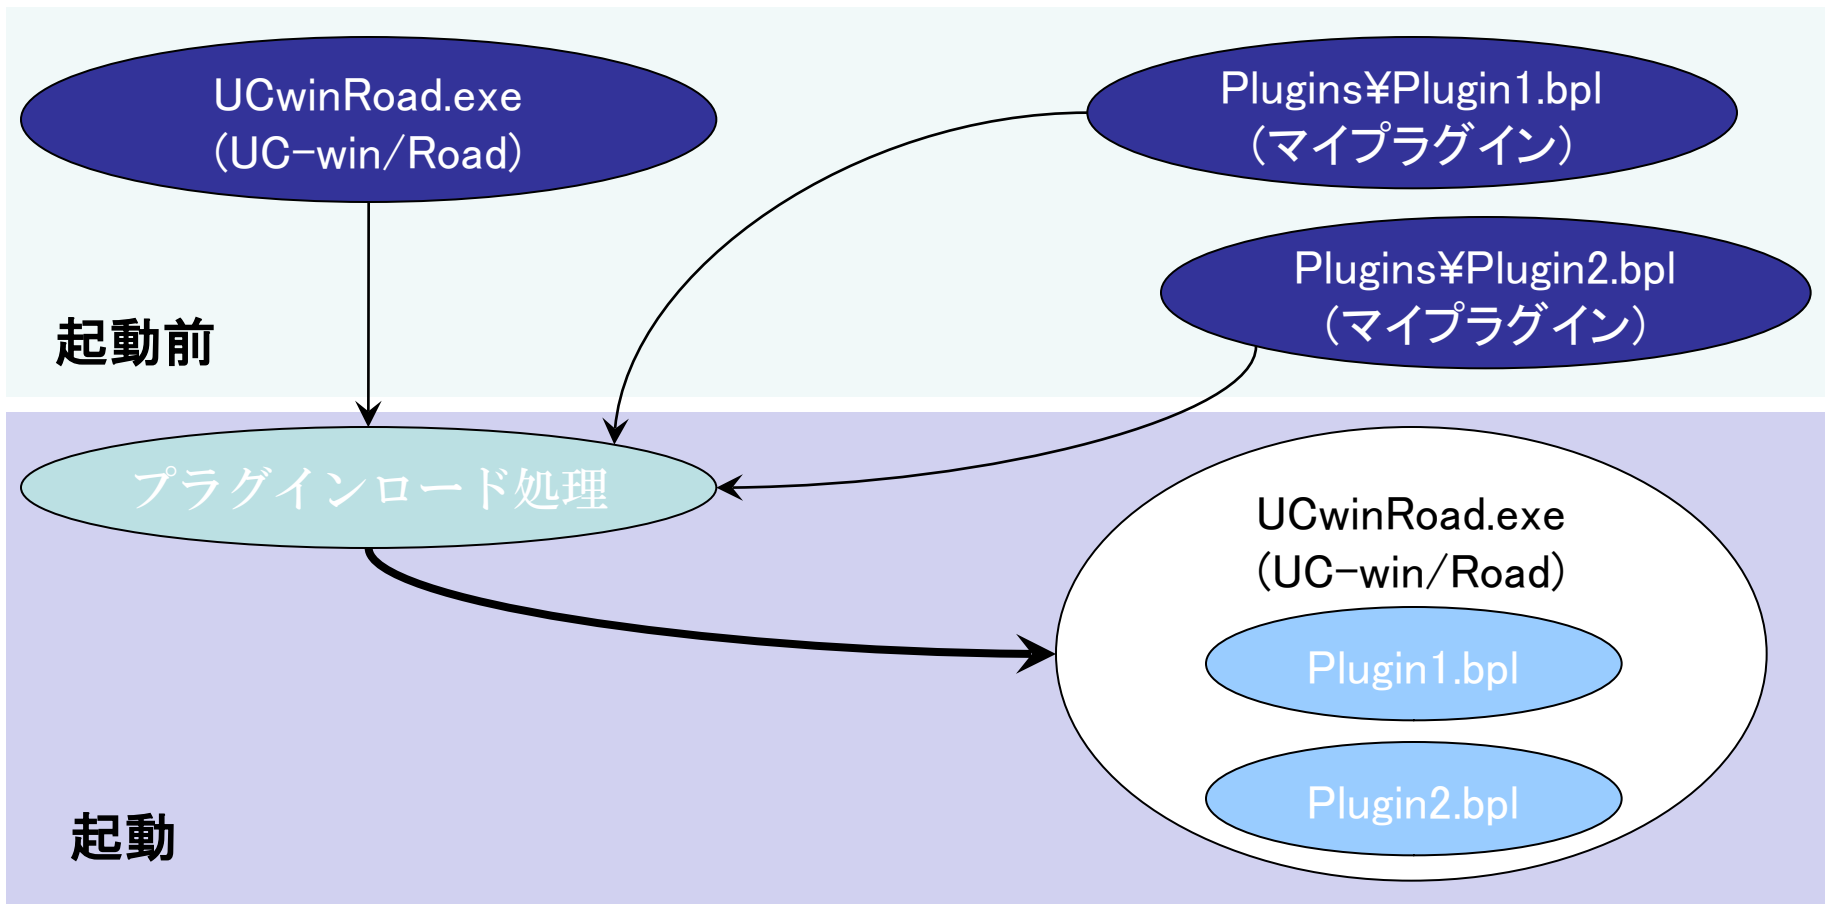 UCwinRoad.exe
(UC-win/Road)
Plugins¥Plugin1.bpl
(マイプラグイン)
Plugins¥Plugin2.bpl
(マイプラグイン)
起動前
プラグインロード処理
UCwinRoad.exe
(UC-win/Road)
Plugin1.bpl
Plugin2.bpl
起動